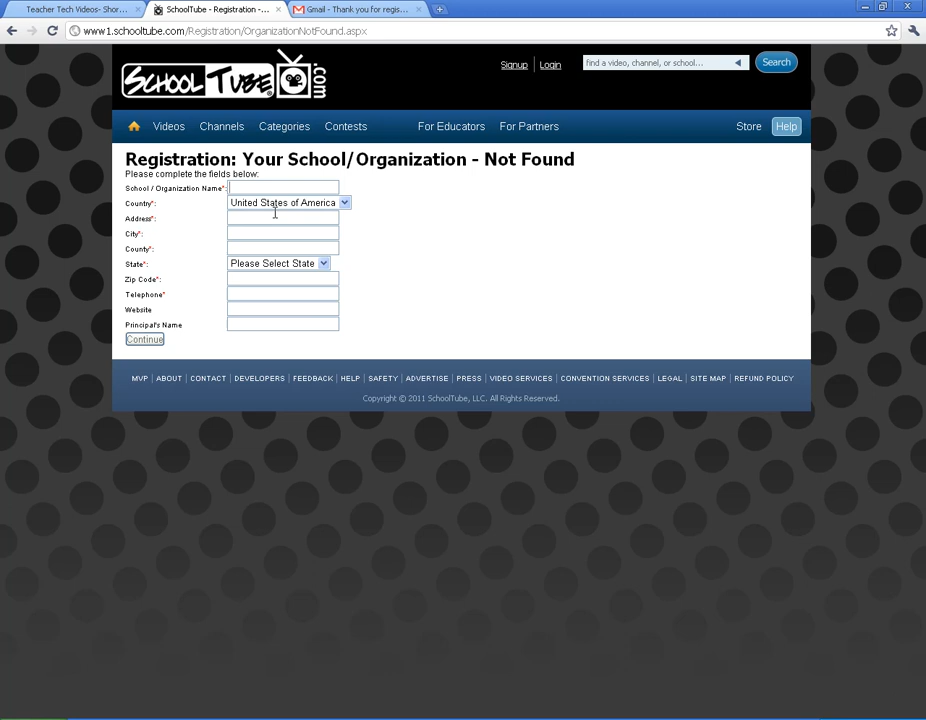 Teacher Tech Videos- Shor...
SchoolTube - Registration -...
Gmail - Thank you for regis...
www1.schooltube.com/Registration/OrganizationNotFound.aspx
SCHOOLTUBE.com
Signup | Login
find a video, channel, or school...
Search
Videos Channels Categories Contests For Educators For Partners Store Help
Registration: Your School/Organization - Not Found
Please complete the fields below:
School / Organization Name*:
Country*: United States of America
Address*:
City*:
County*:
State*: Please Select State
Zip Code*:
Telephone*
Website
Principal's Name
Continue
MVP | ABOUT | CONTACT | DEVELOPERS | FEEDBACK | HELP | SAFETY | ADVERTISE | PRESS | VIDEO SERVICES | CONVENTION SERVICES | LEGAL | SITE MAP | REFUND POLICY
Copyright © 2011 SchoolTube, LLC. All Rights Reserved.